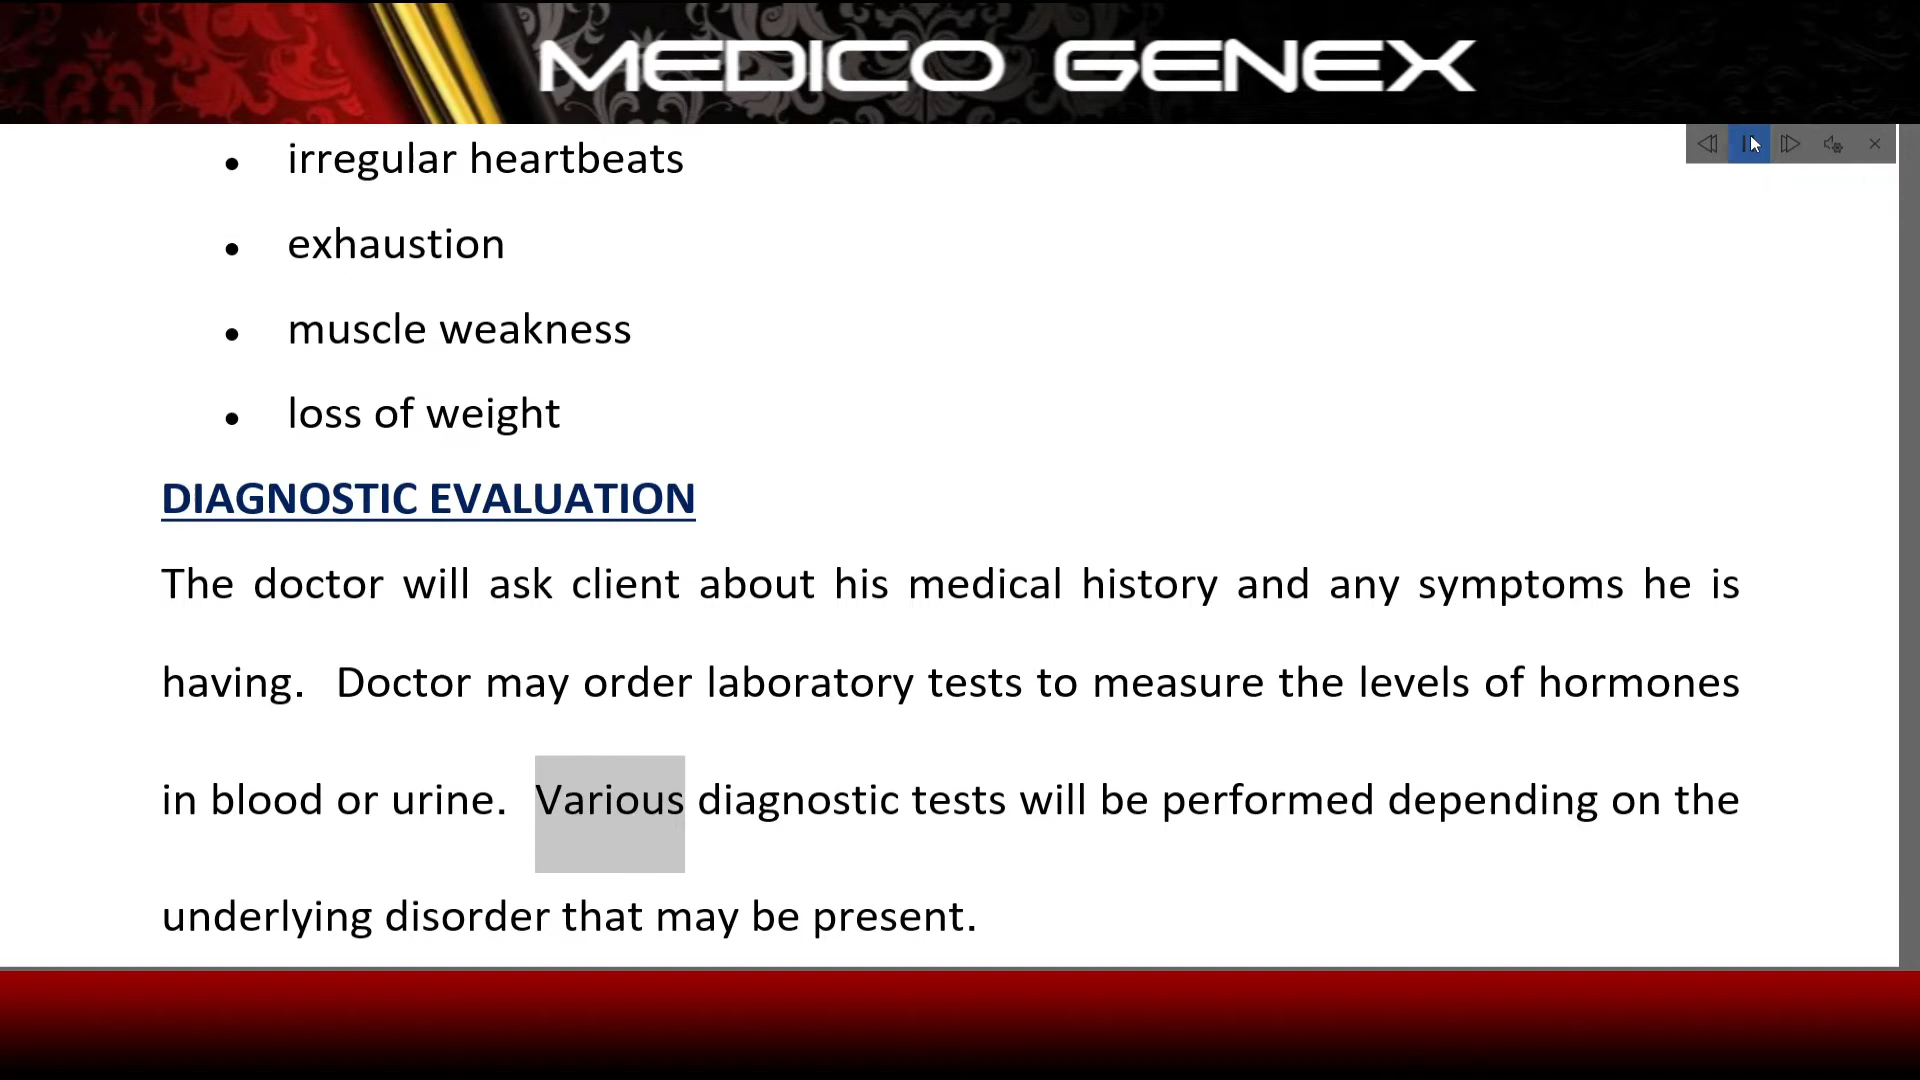 MEDICO GENEX
• irregular heartbeats
• exhaustion
• muscle weakness
• loss of weight
DIAGNOSTIC EVALUATION
The doctor will ask client about his medical history and any symptoms he is
having. Doctor may order laboratory tests to measure the levels of hormones
in blood or urine. Various diagnostic tests will be performed depending on the
underlying disorder that may be present.